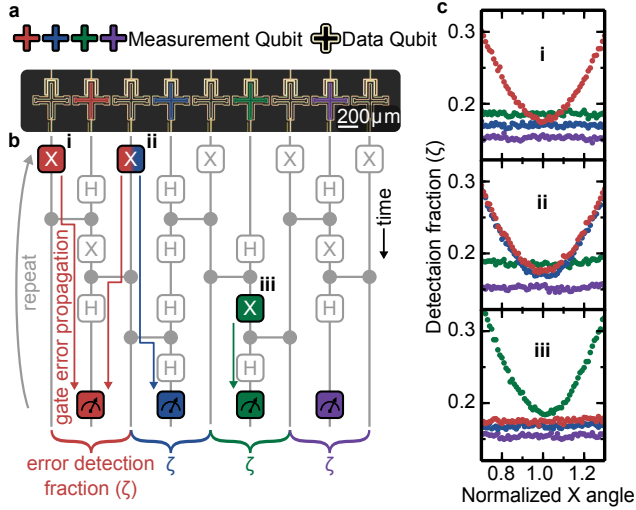 a
Measurement Qubit
Data Qubit
200μm
b
i
ii
X
X
X
X
H
H
H
X
H
H
time
repeat
gate error propagation
iii
H
H
X
H
H
H
error detection
fraction (ζ)
ζ
ζ
ζ
c
Detectaion fraction (ζ)
0.3
0.2
i
0.3
0.2
ii
0.3
0.2
iii
0.8 1.0 1.2
Normalized X angle